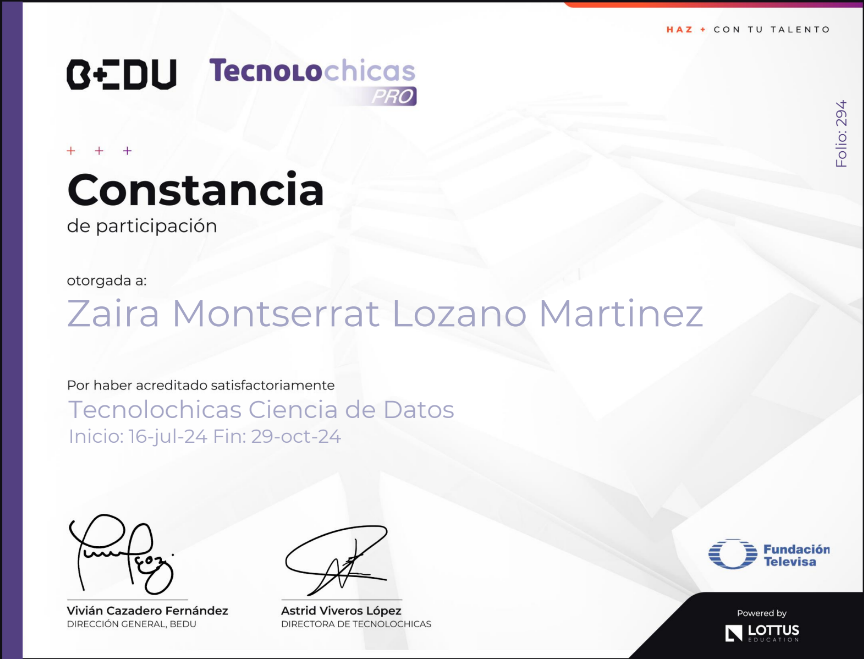 HAZ + CON TU TALENTO
BEDU
Tecnolochicas
PRO
Folio: 294
+ + +
Constancia
de participación
otorgada a:
Zaira Montserrat Lozano Martinez
Por haber acreditado satisfactoriamente
Tecnolochicas Ciencia de Datos
Inicio: 16-jul-24 Fin: 29-oct-24
Vivián Cazadero Fernández
DIRECCIÓN GENERAL, BEDU
Astrid Viveros López
DIRECTORA DE TECNOLOCHICAS
Fundación
Televisa
Powered by
LOTTUS
EDUCATION